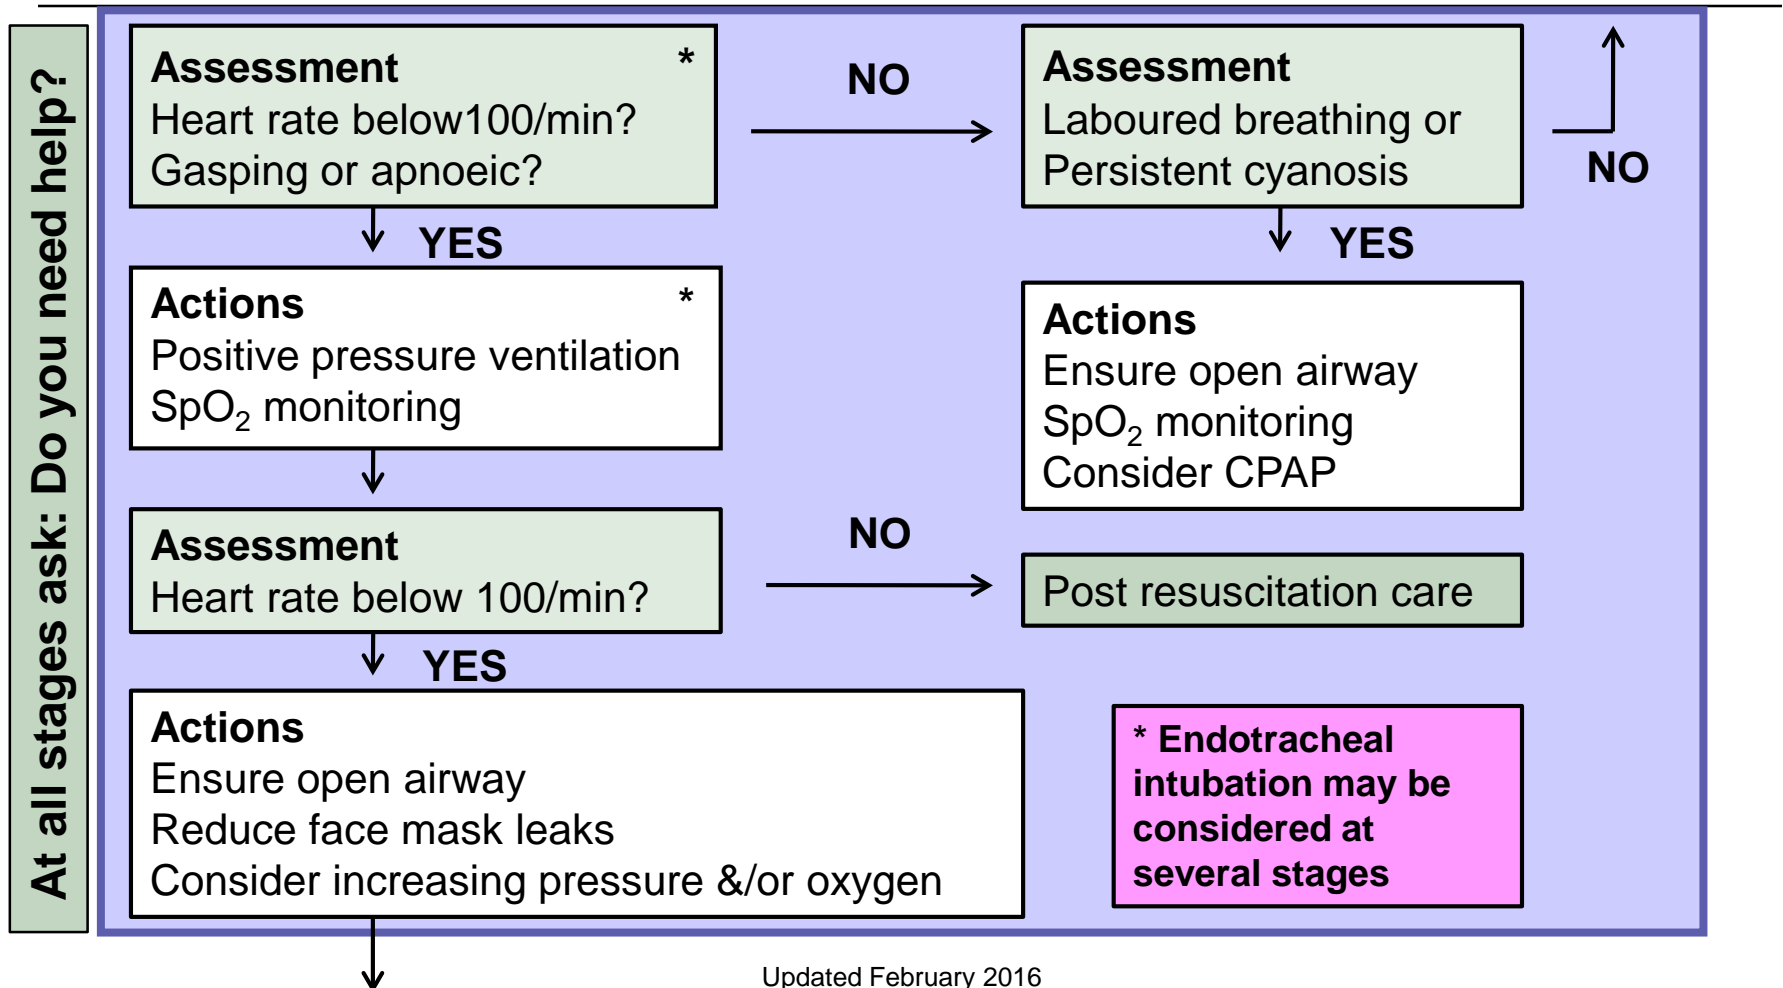 At all stages ask: Do you need help?
Assessment *
Heart rate below100/min?
Gasping or apnoeic?
NO
Assessment
Laboured breathing or
Persistent cyanosis
NO
YES
YES
Actions *
Positive pressure ventilation
SpO₂ monitoring
Actions
Ensure open airway
SpO₂ monitoring
Consider CPAP
Assessment
Heart rate below 100/min?
NO
Post resuscitation care
YES
Actions
Ensure open airway
Reduce face mask leaks
Consider increasing pressure &/or oxygen
* Endotracheal
intubation may be
considered at
several stages
Updated February 2016